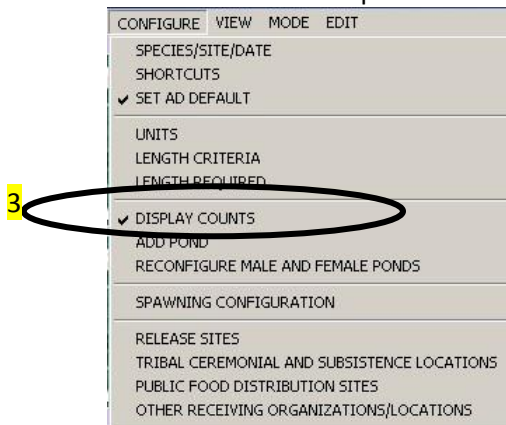 CONFIGURE VIEW MODE EDIT
SPECIES/SITE/DATE
SHORTCUTS
✔ SET AD DEFAULT
UNITS
LENGTH CRITERIA
LENGTH REQUIRED
3
✔ DISPLAY COUNTS
ADD POND
RECONFIGURE MALE AND FEMALE PONDS
SPAWNING CONFIGURATION
RELEASE SITES
TRIBAL CEREMONIAL AND SUBSISTENCE LOCATIONS
PUBLIC FOOD DISTRIBUTION SITES
OTHER RECEIVING ORGANIZATIONS/LOCATIONS